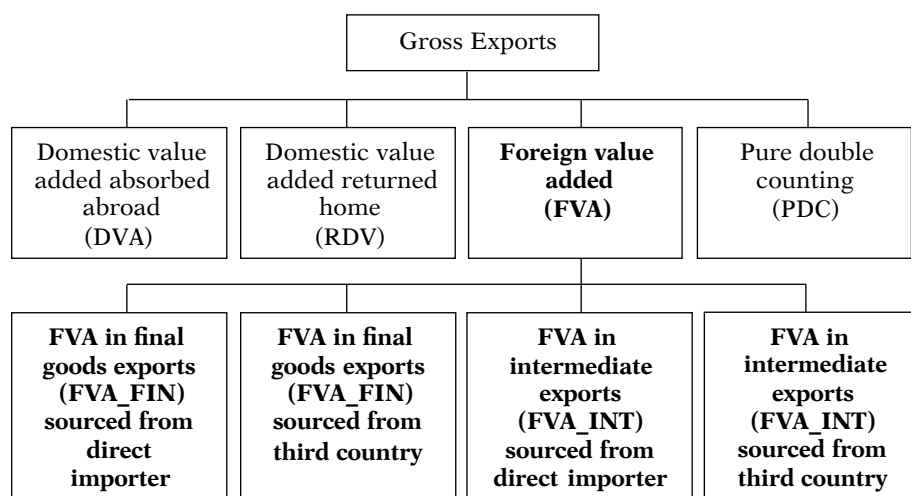 Gross Exports
Domestic value
added absorbed
abroad
(DVA)
Domestic value
added returned
home
(RDV)
Foreign value
added
(FVA)
Pure double
counting
(PDC)
FVA in final
goods exports
(FVA_FIN)
sourced from
direct
importer
FVA in final
goods exports
(FVA_FIN)
sourced from
third country
FVA in
intermediate
exports
(FVA_INT)
sourced from
direct importer
FVA in
intermediate
exports
(FVA_INT)
sourced from
third country